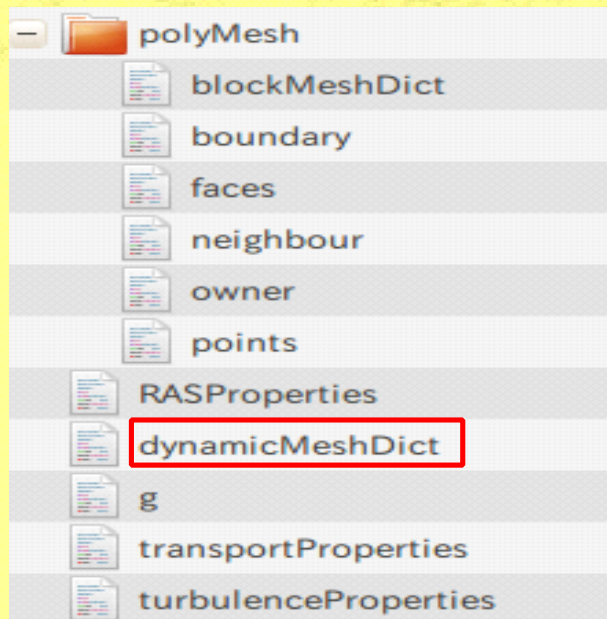 polyMesh
blockMeshDict
boundary
faces
neighbour
owner
points
RASProperties
dynamicMeshDict
g
transportProperties
turbulenceProperties